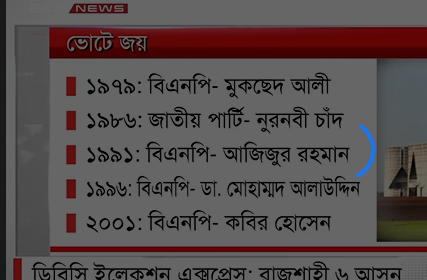 NEWS
ভোটে জয়
১৯৭৯: বিএনপি- মুকছেদ আলী
১৯৮৬: জাতীয় পার্টি- নুরনবী চাঁদ
১৯৯১: বিএনপি- আজিজুর রহমান
১৯৯৬: বিএনপি- ডা. মোহাম্মদ আলাউদ্দিন
২০০১: বিএনপি- কবির হোসেন
ডিবিসি ইলেকশন এক্সপ্রেস: রাজশাহী ৬ আসন